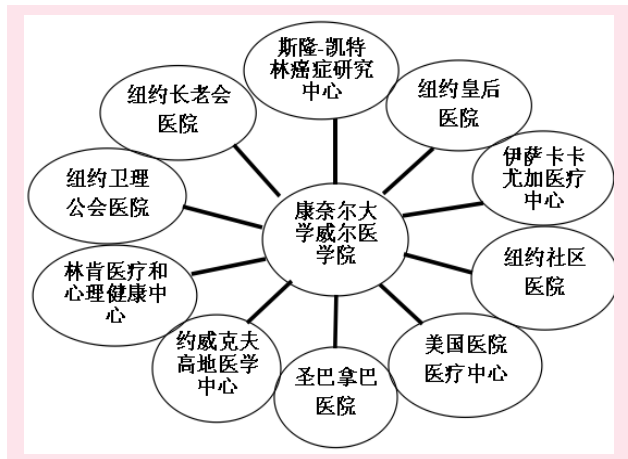 斯隆-凯特
林癌症研究
中心
纽约皇后
医院
伊萨卡卡
尤加医疗
中心
纽约社区
医院
美国医院
医疗中心
圣巴拿巴
医院
约威克夫
高地医学
中心
林肯医疗和
心理健康中
心
纽约卫理
公会医院
纽约长老会
医院
康奈尔大
学威尔医
学院